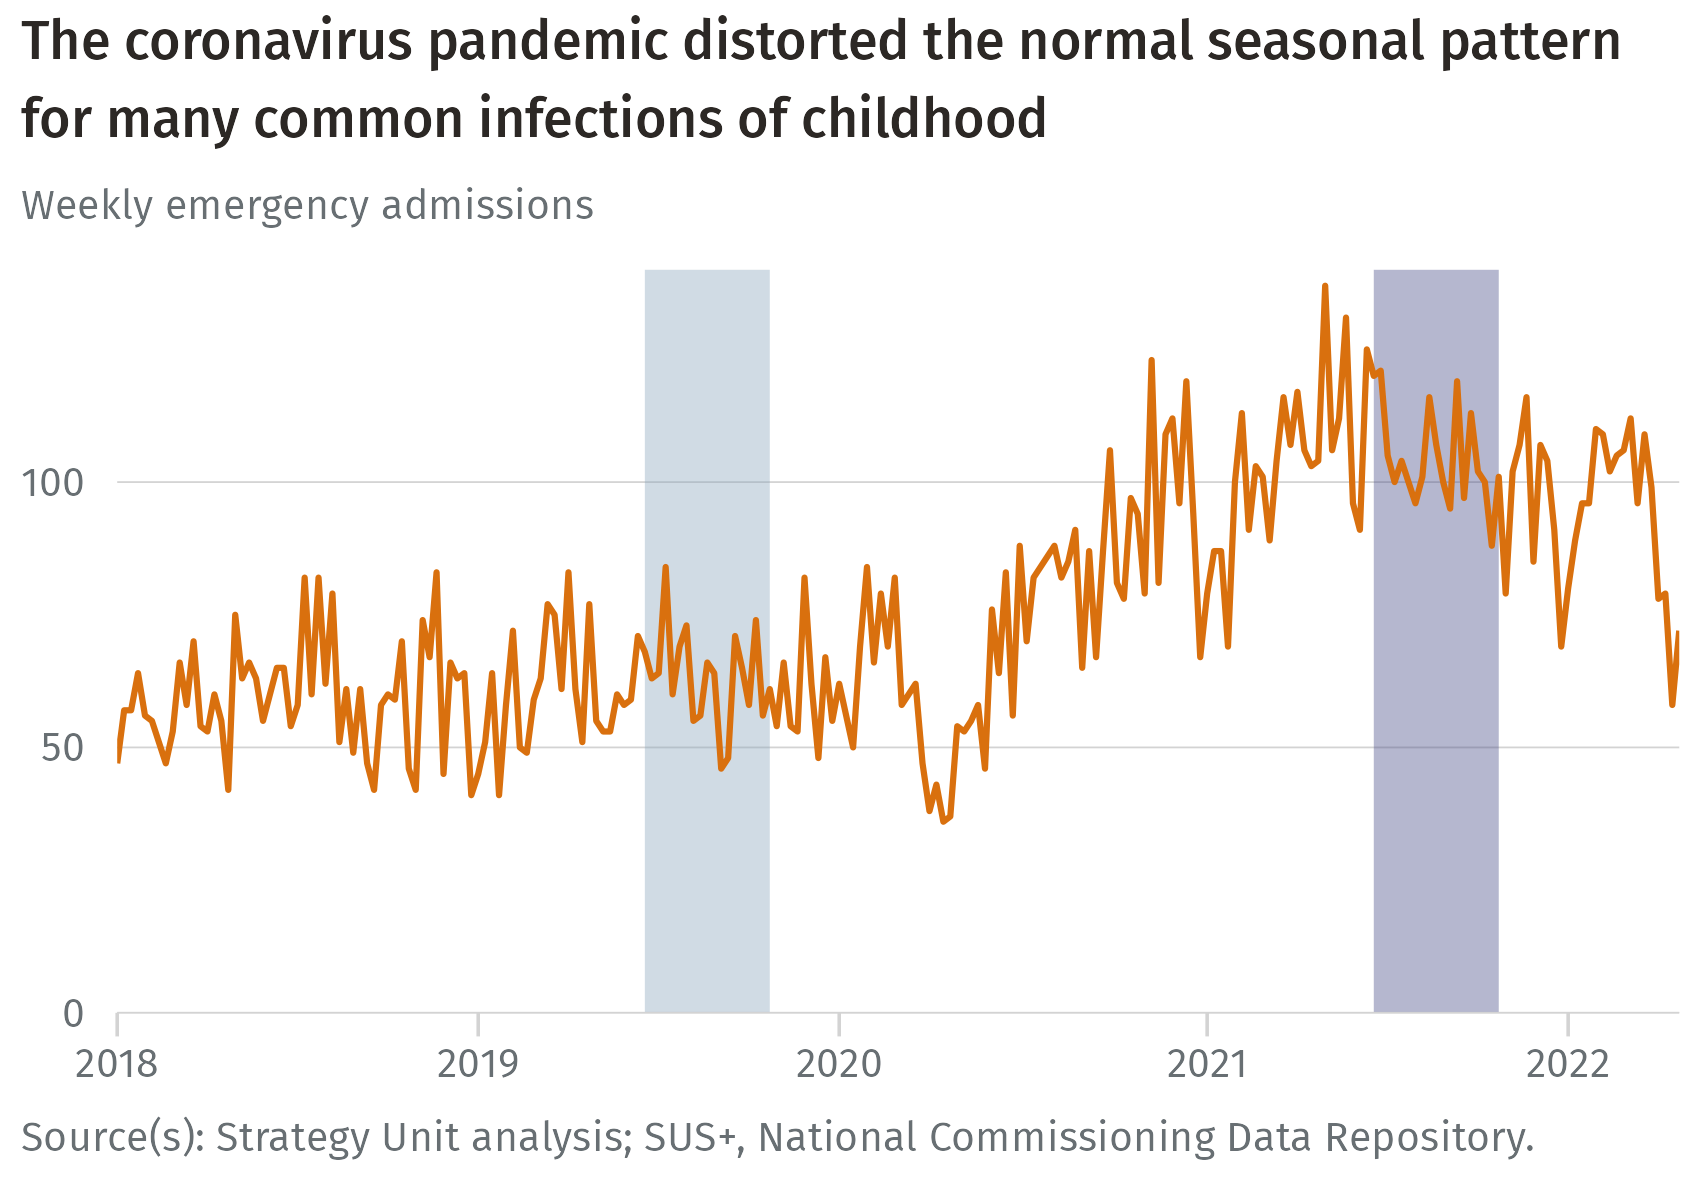 The coronavirus pandemic distorted the normal seasonal pattern
for many common infections of childhood
Weekly emergency admissions
100
50
0
2018 2019 2020 2021 2022
Source(s): Strategy Unit analysis; SUS+, National Commissioning Data Repository.